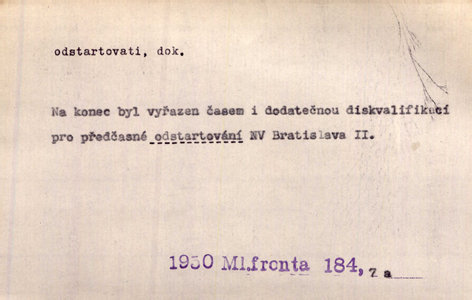 odstartovati, dok.
Na konec byl vyřazen časem i dodatečnou diskvalifikací
pro předčasné odstartování NV Bratislava II.
1950 Ml.fronta 184, 7a